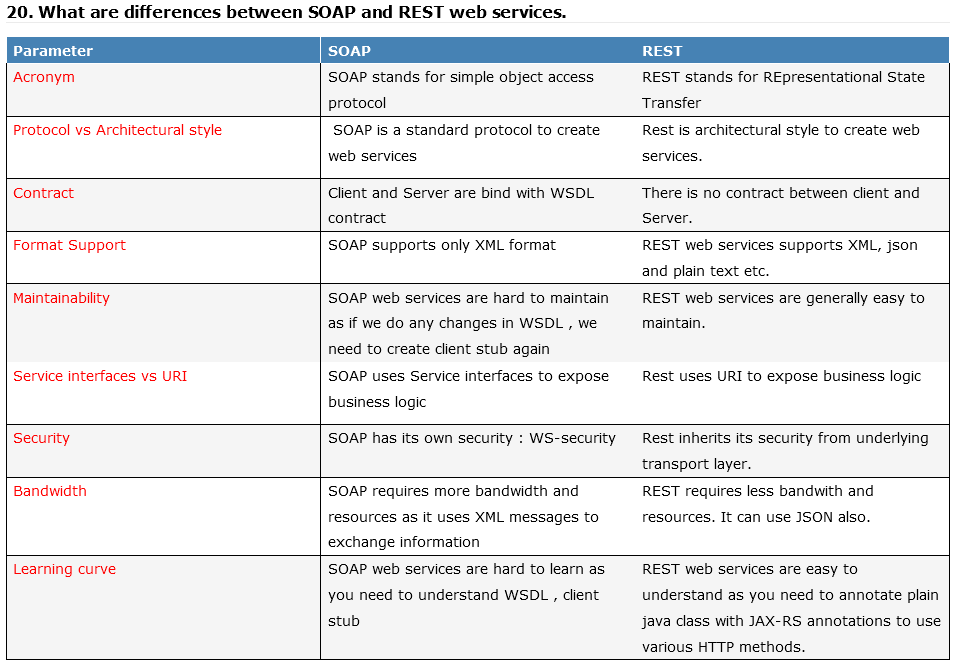 20. What are differences between SOAP and REST web services.
Parameter SOAP REST
Acronym SOAP stands for simple object access REST stands for REpresentational State
protocol Transfer
Protocol vs Architectural style SOAP is a standard protocol to create Rest is architectural style to create web
web services services.
Contract Client and Server are bind with WSDL There is no contract between client and
contract Server.
Format Support SOAP supports only XML format REST web services supports XML, json
and plain text etc.
Maintainability SOAP web services are hard to maintain REST web services are generally easy to
as if we do any changes in WSDL , we maintain.
need to create client stub again
Service interfaces vs URI SOAP uses Service interfaces to expose Rest uses URI to expose business logic
business logic
Security SOAP has its own security : WS-security Rest inherits its security from underlying
transport layer.
Bandwidth SOAP requires more bandwidth and REST requires less bandwith and
resources as it uses XML messages to resources. It can use JSON also.
exchange information
Learning curve SOAP web services are hard to learn as REST web services are easy to
you need to understand WSDL , client understand as you need to annotate plain
stub java class with JAX-RS annotations to use
various HTTP methods.